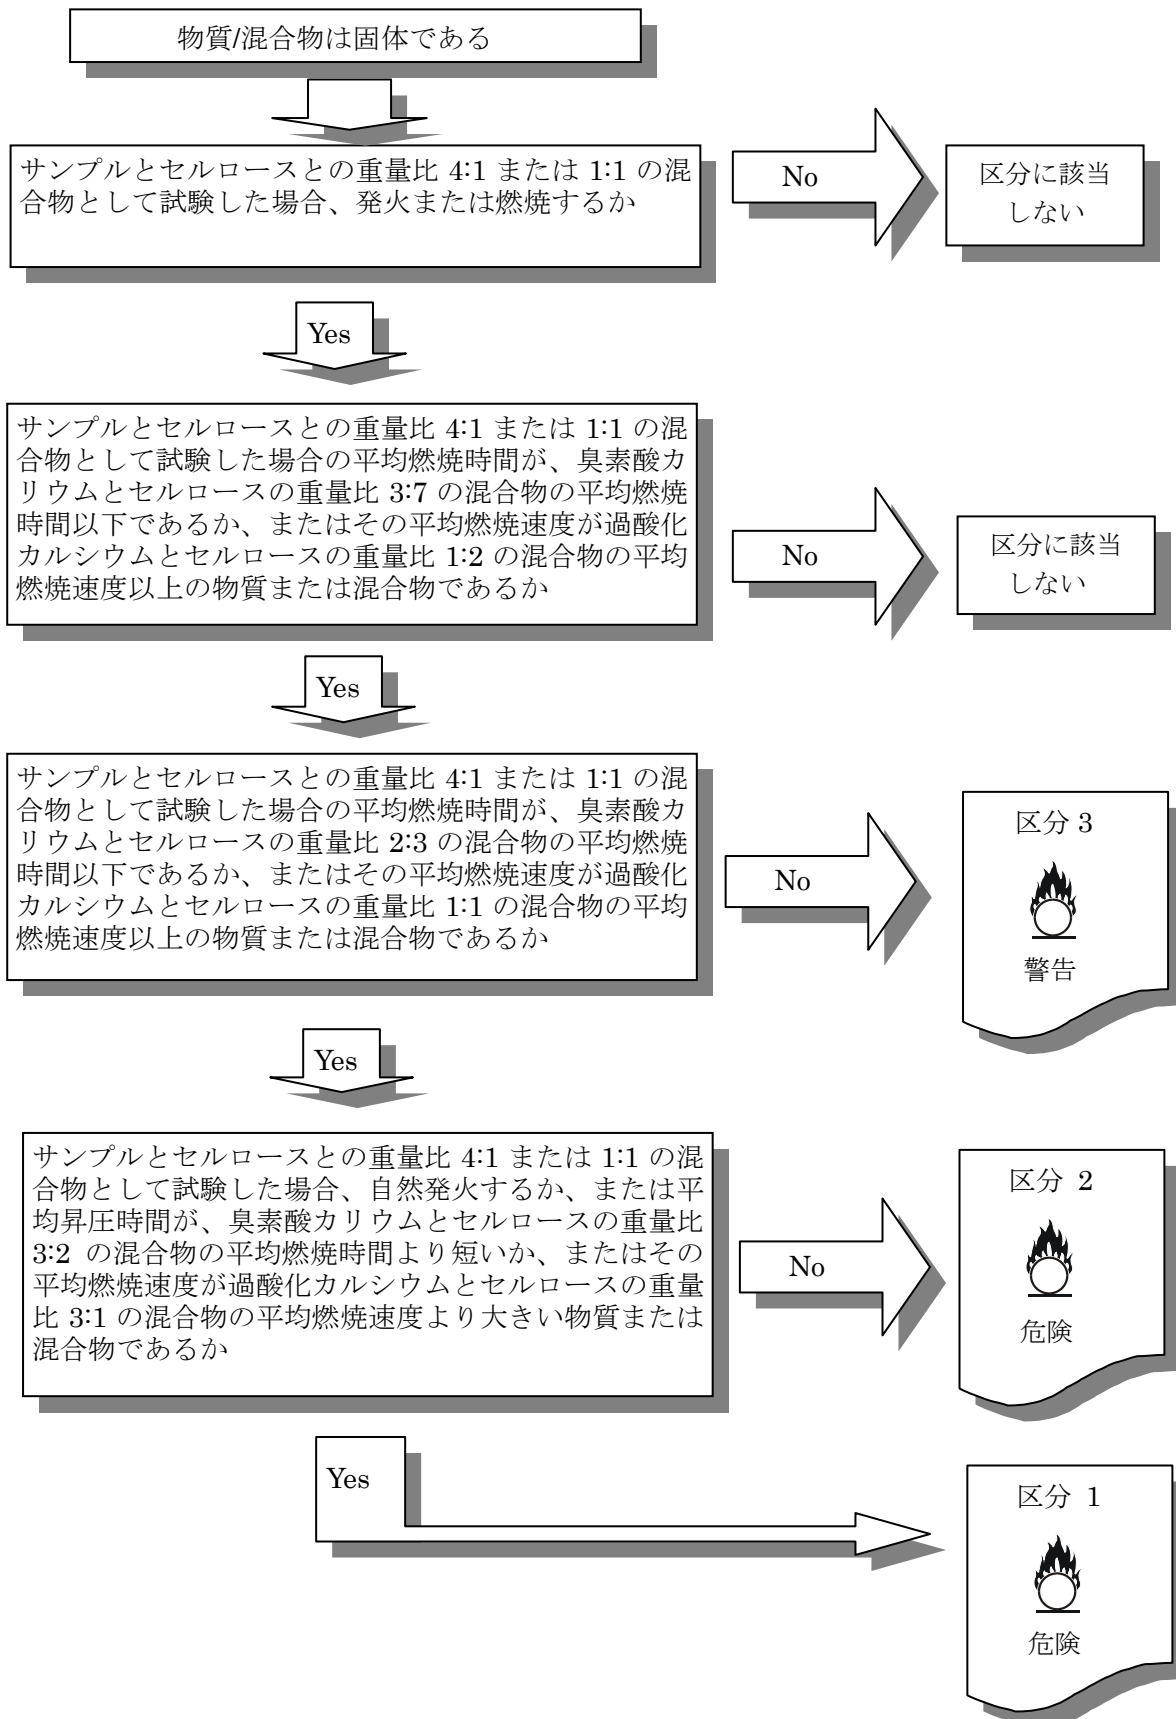 物質/混合物は固体である
サンプルとセルロースとの重量比 4:1 または 1:1 の混
合物として試験した場合、発火または燃焼するか
No
区分に該当
しない
Yes
サンプルとセルロースとの重量比 4:1 または 1:1 の混
合物として試験した場合の平均燃焼時間が、臭素酸カ
リウムとセルロースの重量比 3:7 の混合物の平均燃焼
時間以下であるか、またはその平均燃焼速度が過酸化
カルシウムとセルロースの重量比 1:2 の混合物の平均
燃焼速度以上の物質または混合物であるか
No
区分に該当
しない
Yes
サンプルとセルロースとの重量比 4:1 または 1:1 の混
合物として試験した場合の平均燃焼時間が、臭素酸カ
リウムとセルロースの重量比 2:3 の混合物の平均燃焼
時間以下であるか、またはその平均燃焼速度が過酸化
カルシウムとセルロースの重量比 1:1 の混合物の平均
燃焼速度以上の物質または混合物であるか
No
区分 3
警告
Yes
サンプルとセルロースとの重量比 4:1 または 1:1 の混
合物として試験した場合、自然発火するか、または平
均昇圧時間が、臭素酸カリウムとセルロースの重量比
3:2 の混合物の平均燃焼時間より短いか、またはその
平均燃焼速度が過酸化カルシウムとセルロースの重量
比 3:1 の混合物の平均燃焼速度より大きい物質または
混合物であるか
No
区分 2
危険
Yes
区分 1
危険